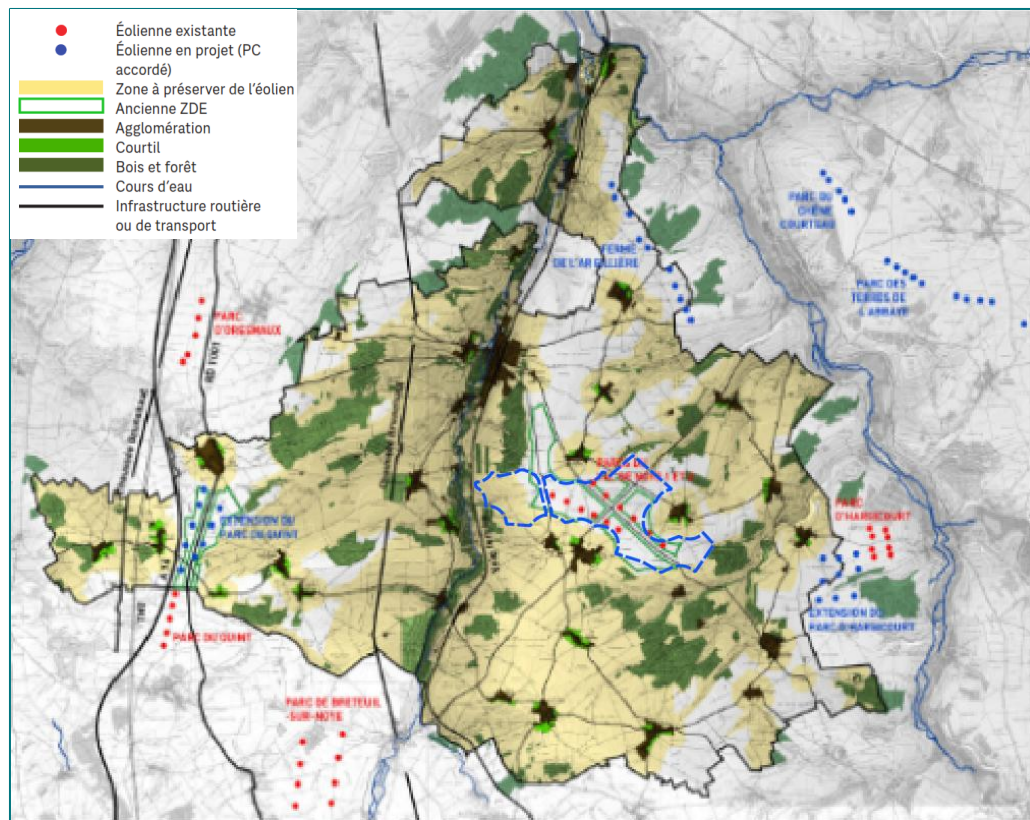 Éolienne existante
Éolienne en projet (PC
accordé)
Zone à préserver de l'éolien
Ancienne ZDE
Agglomération
Courtil
Bois et forêt
Cours d'eau
Infrastructure routière
ou de transport
PARC DU
CHÊNE
COURTEAU
FERME
DE L'ARGILLIÈRE
PARC DES
TERRES DE
L'ABBAYE
PARC
D'ORESMAUX
RD 1001
PARC
D'HARGICOURT
EXTENSION DU
PARC DU QUINT
EXTENSION DU
PARC D'HARGICOURT
PARC DU QUINT
PARC DE BRETEUIL
-SUR-NOYE